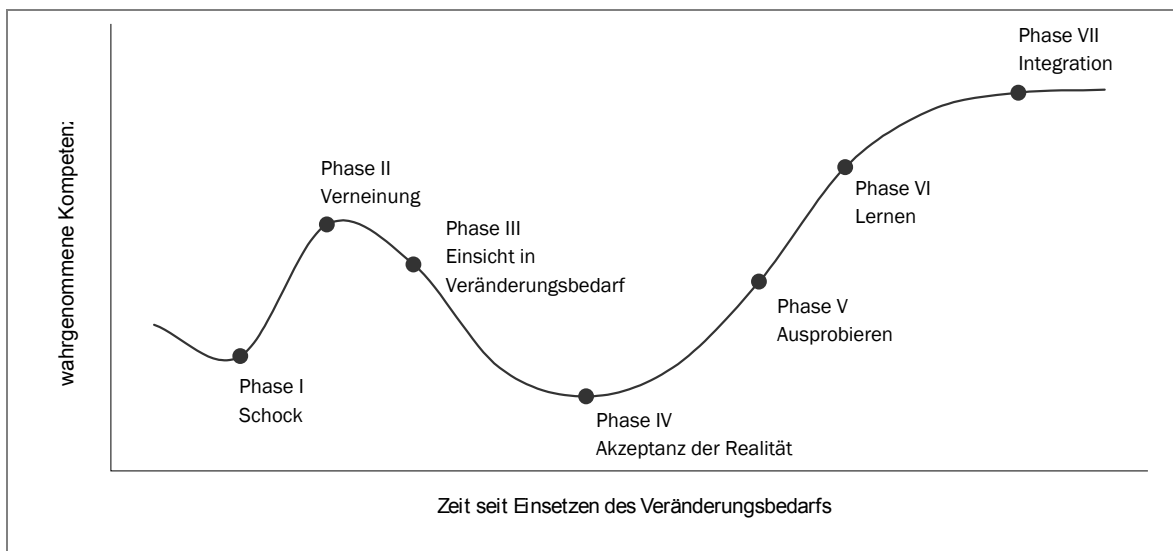 Phase VII
Integration
Phase II
Verneinung
Phase VI
Lernen
Phase III
Einsicht in
Veränderungsbedarf
Phase V
Ausprobieren
Phase I
Schock
Phase IV
Akzeptanz der Realität
wahrgenommene Kompeten:
Zeit seit Einsetzen des Veränderungsbedarfs